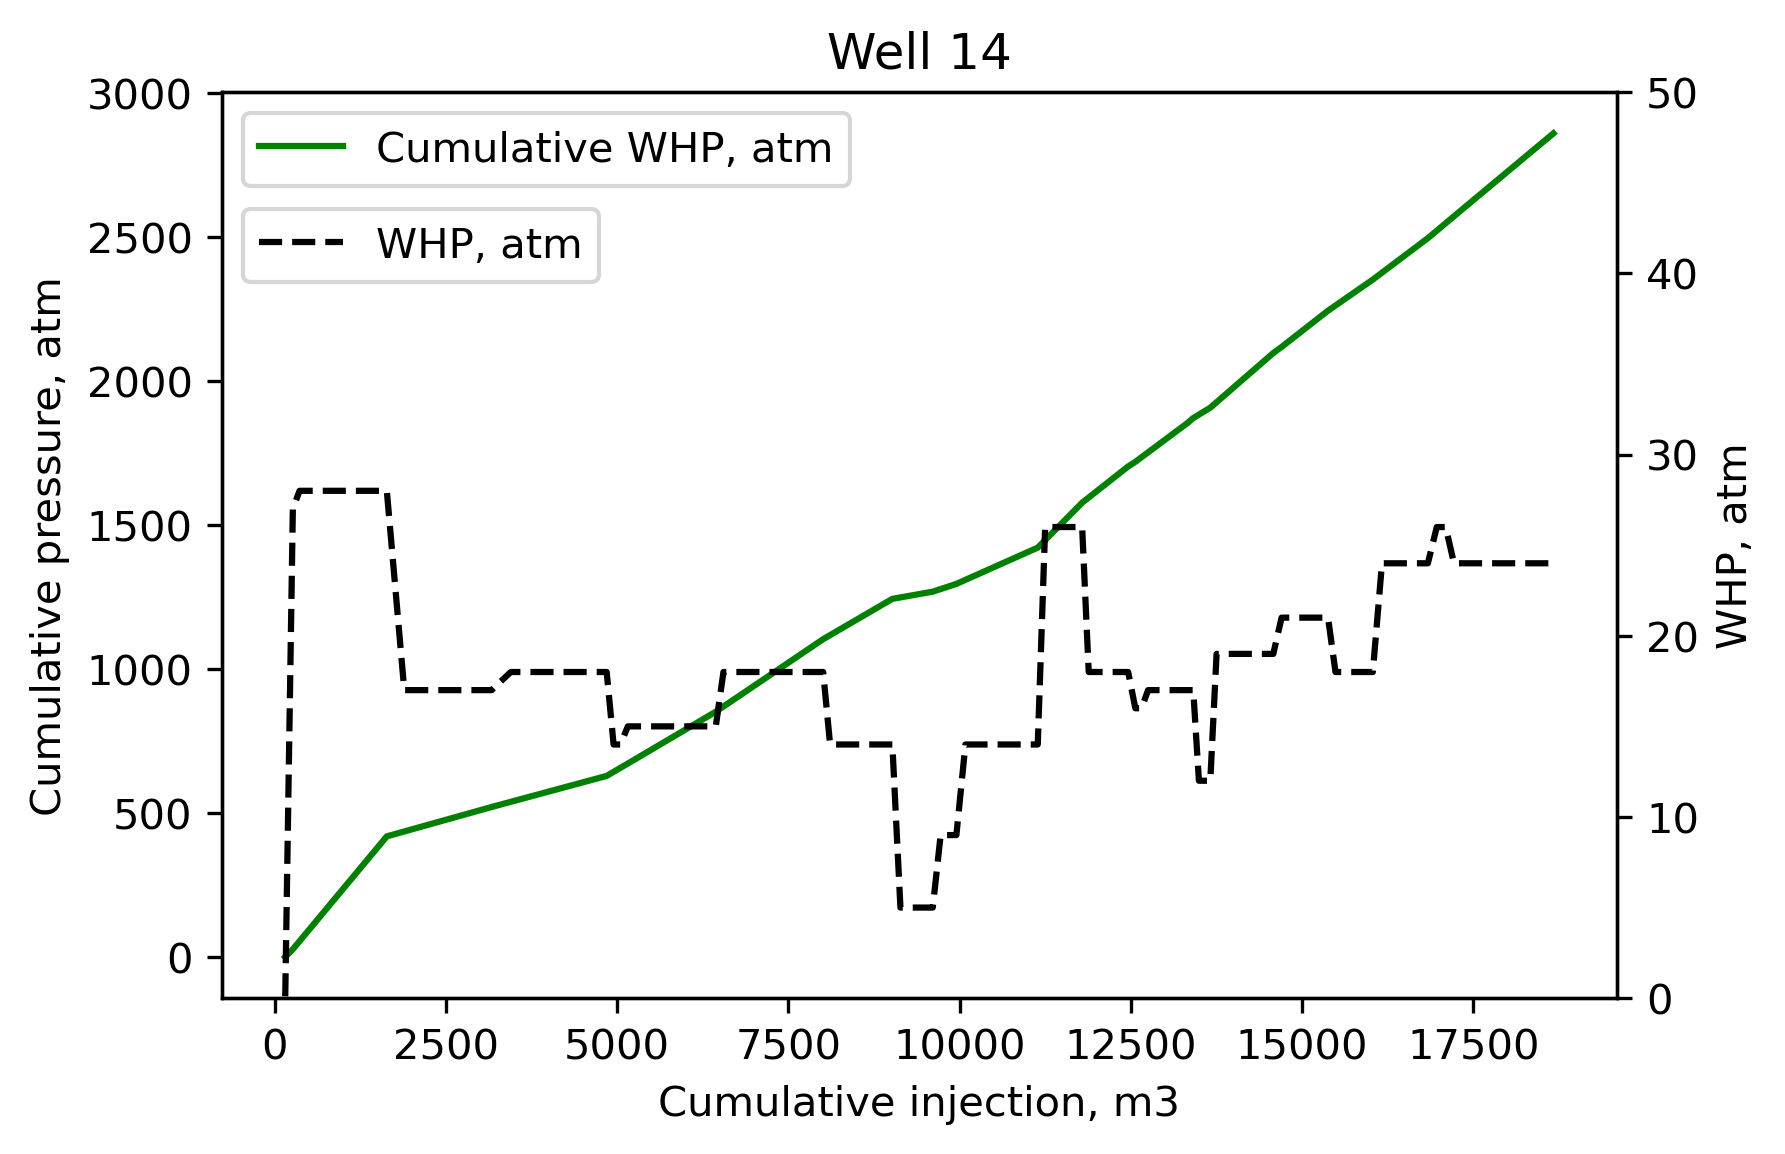 Well 14
Cumulative WHP, atm
WHP, atm
Cumulative pressure, atm
3000
2500
2000
1500
1000
500
0
50
40
30
20
10
0
WHP, atm
0 2500 5000 7500 10000 12500 15000 17500
Cumulative injection, m3